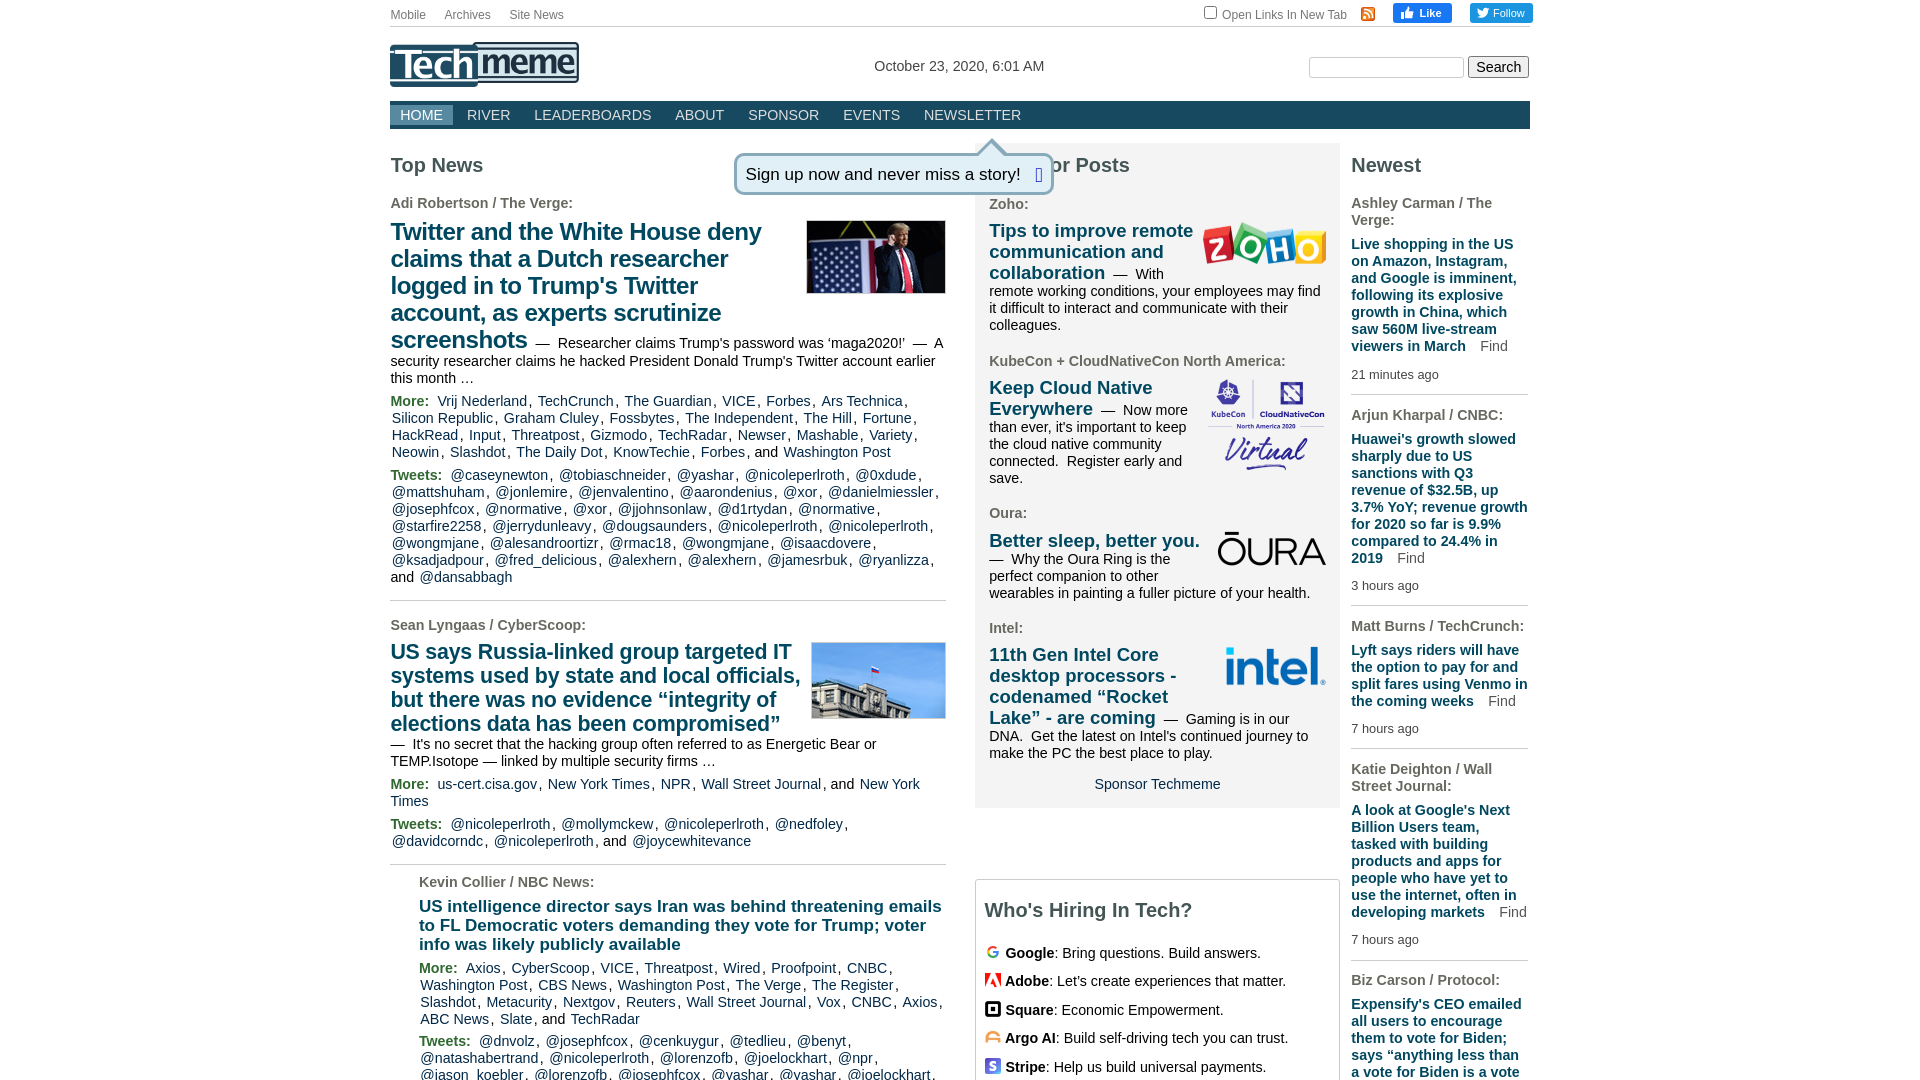 Mobile Archives Site News
Open Links In New Tab
Like
Follow
Techmeme
October 23, 2020, 6:01 AM
Search
HOME RIVER LEADERBOARDS ABOUT SPONSOR EVENTS NEWSLETTER
Sign up now and never miss a story!
Top News
Adi Robertson / The Verge:
Twitter and the White House deny
claims that a Dutch researcher
logged in to Trump's Twitter
account, as experts scrutinize
screenshots — Researcher claims Trump's password was ‘maga2020!’ — A
security researcher claims he hacked President Donald Trump's Twitter account earlier
this month …
More: Vrij Nederland, TechCrunch, The Guardian, VICE, Forbes, Ars Technica,
Silicon Republic, Graham Cluley, Fossbytes, The Independent, The Hill, Fortune,
HackRead, Input, Threatpost, Gizmodo, TechRadar, Newser, Mashable, Variety,
Neowin, Slashdot, The Daily Dot, KnowTechie, Forbes, and Washington Post
Tweets: @caseynewton, @tobiaschneider, @yashar, @nicoleperlroth, @0xdude,
@mattshuham, @jonlemire, @jenvalentino, @aarondenius, @xor, @danielmiessler,
@josephfcox, @normative, @xor, @jjohnsonlaw, @d1rtydan, @normative,
@starfire2258, @jerrydunleavy, @dougsaunders, @nicoleperlroth, @nicoleperlroth,
@wongmjane, @alesandroortizr, @rmac18, @wongmjane, @isaacdovere,
@ksadjadpour, @fred_delicious, @alexhern, @alexhern, @jamesrbuk, @ryanlizza,
and @dansabbagh
Sean Lyngaas / CyberScoop:
US says Russia-linked group targeted IT
systems used by state and local officials,
but there was no evidence “integrity of
elections data has been compromised”
— It's no secret that the hacking group often referred to as Energetic Bear or
TEMP.Isotope — linked by multiple security firms …
More: us-cert.cisa.gov, New York Times, NPR, Wall Street Journal, and New York
Times
Tweets: @nicoleperlroth, @mollymckew, @nicoleperlroth, @nedfoley,
@davidcorndc, @nicoleperlroth, and @joycewhitevance
Kevin Collier / NBC News:
US intelligence director says Iran was behind threatening emails
to FL Democratic voters demanding they vote for Trump; voter
info was likely publicly available
More: Axios, CyberScoop, VICE, Threatpost, Wired, Proofpoint, CNBC,
Washington Post, CBS News, Washington Post, The Verge, The Register,
Slashdot, Metacurity, Nextgov, Reuters, Wall Street Journal, Vox, CNBC, Axios,
ABC News, Slate, and TechRadar
Tweets: @dnvolz, @josephfcox, @cenkuygur, @tedlieu, @benyt,
@natashabertrand, @nicoleperlroth, @lorenzofb, @joelockhart, @npr,
@jason_koebler, @lorenzofb, @josephfcox, @yashar, @yashar, @joelockhart,
or Posts
Zoho:
ZOHO
Tips to improve remote
communication and
collaboration — With
remote working conditions, your employees may find
it difficult to interact and communicate with their
colleagues.
KubeCon + CloudNativeCon North America:
KubeCon CloudNativeCon
North America 2020
Virtual
Keep Cloud Native
Everywhere — Now more
than ever, it's important to keep
the cloud native community
connected. Register early and
save.
Oura:
ŌURA
Better sleep, better you.
— Why the Oura Ring is the
perfect companion to other
wearables in painting a fuller picture of your health.
Intel:
intel.
11th Gen Intel Core
desktop processors -
codenamed “Rocket
Lake” - are coming — Gaming is in our
DNA. Get the latest on Intel's continued journey to
make the PC the best place to play.
Sponsor Techmeme
Who's Hiring In Tech?
Google: Bring questions. Build answers.
Adobe: Let’s create experiences that matter.
Square: Economic Empowerment.
Argo AI: Build self-driving tech you can trust.
Stripe: Help us build universal payments.
Newest
Ashley Carman / The
Verge:
Live shopping in the US
on Amazon, Instagram,
and Google is imminent,
following its explosive
growth in China, which
saw 560M live-stream
viewers in March Find
21 minutes ago
Arjun Kharpal / CNBC:
Huawei's growth slowed
sharply due to US
sanctions with Q3
revenue of $32.5B, up
3.7% YoY; revenue growth
for 2020 so far is 9.9%
compared to 24.4% in
2019 Find
3 hours ago
Matt Burns / TechCrunch:
Lyft says riders will have
the option to pay for and
split fares using Venmo in
the coming weeks Find
7 hours ago
Katie Deighton / Wall
Street Journal:
A look at Google's Next
Billion Users team,
tasked with building
products and apps for
people who have yet to
use the internet, often in
developing markets Find
7 hours ago
Biz Carson / Protocol:
Expensify's CEO emailed
all users to encourage
them to vote for Biden;
says “anything less than
a vote for Biden is a vote